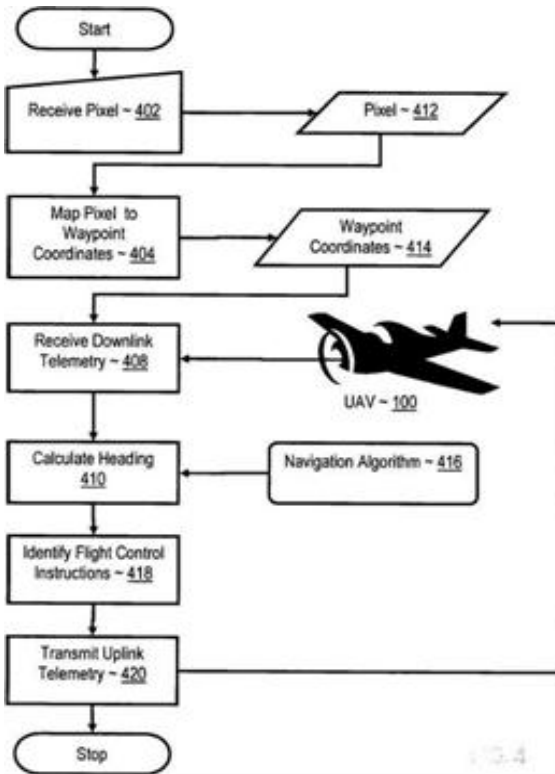 Start
Receive Pixel ~ 402
Pixel ~ 412
Map Pixel to
Waypoint
Coordinates ~ 404
Waypoint
Coordinates ~ 414
Receive Downlink
Telemetry ~ 408
UAV ~ 100
Calculate Heading
410
Navigation Algorithm ~ 416
Identify Flight Control
Instructions ~ 418
Transmit Uplink
Telemetry ~ 420
Stop